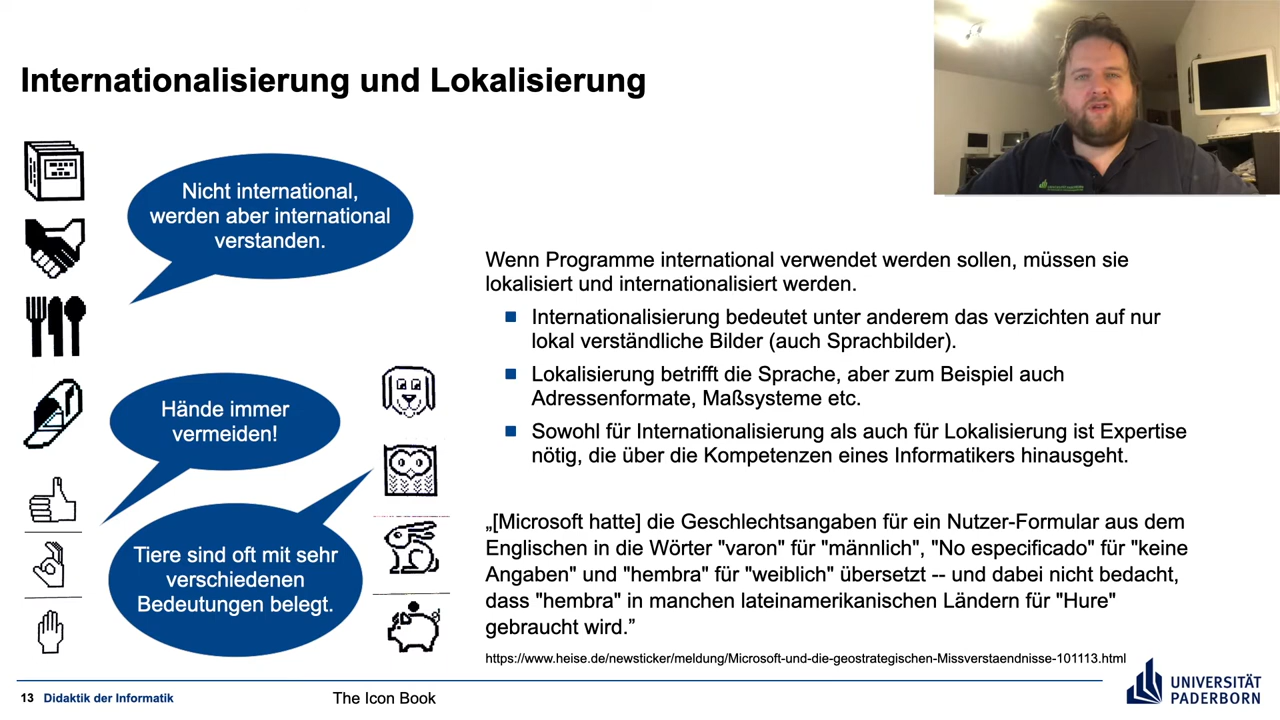 Internationalisierung und Lokalisierung
Nicht international,
werden aber international
verstanden.
Hände immer
vermeiden!
Tiere sind oft mit sehr
verschiedenen
Bedeutungen belegt.
Wenn Programme international verwendet werden sollen, müssen sie
lokalisiert und internationalisiert werden.
Internationalisierung bedeutet unter anderem das verzichten auf nur
lokal verständliche Bilder (auch Sprachbilder).
Lokalisierung betrifft die Sprache, aber zum Beispiel auch
Adressenformate, Maßsysteme etc.
Sowohl für Internationalisierung als auch für Lokalisierung ist Expertise
nötig, die über die Kompetenzen eines Informatikers hinausgeht.
„[Microsoft hatte] die Geschlechtsangaben für ein Nutzer-Formular aus dem
Englischen in die Wörter "varon" für "männlich", "No especificado" für "keine
Angaben" und "hembra" für "weiblich" übersetzt -- und dabei nicht bedacht,
dass "hembra" in manchen lateinamerikanischen Ländern für "Hure"
gebraucht wird.”
https://www.heise.de/newsticker/meldung/Microsoft-und-die-geostrategischen-Missverstaendnisse-101113.html
13 Didaktik der Informatik
The Icon Book
UNIVERSITÄT
PADERBORN